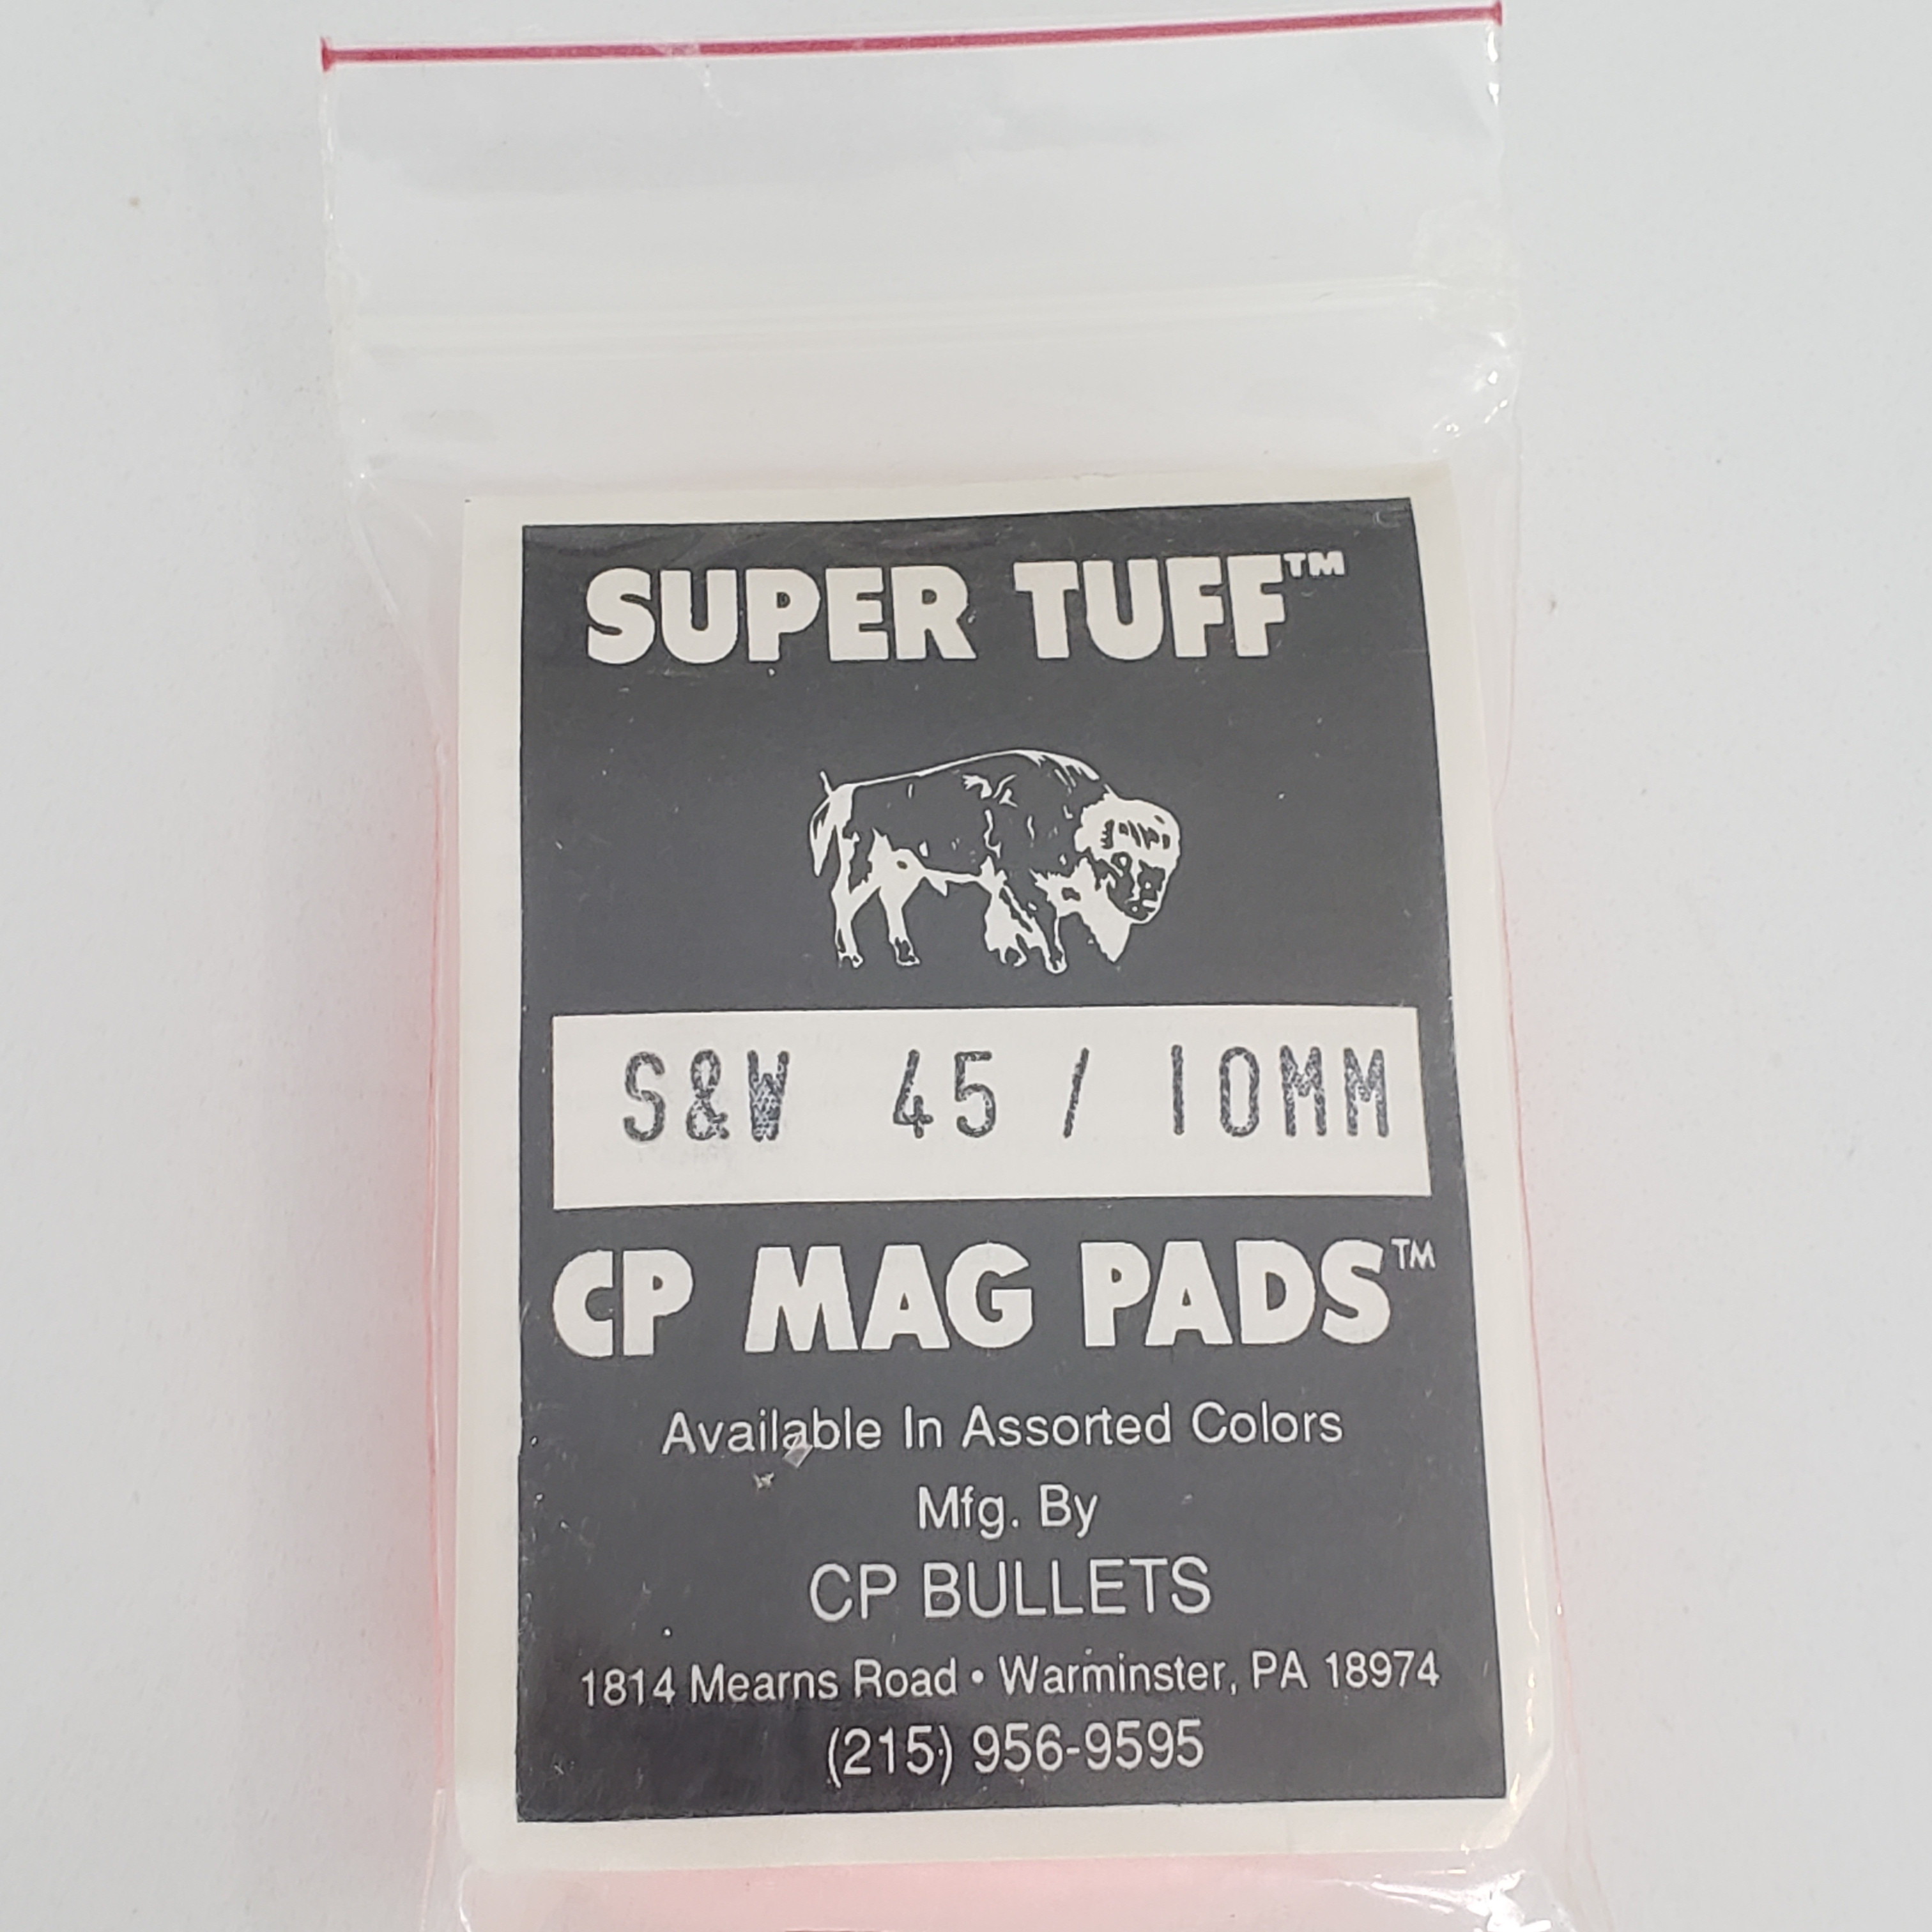 SUPER TUFF™
S&W 45 / 10MM
CP MAG PADS™
Available In Assorted Colors
Mfg. By
CP BULLETS
1814 Mearns Road • Warminster, PA 18974
(215) 956-9595